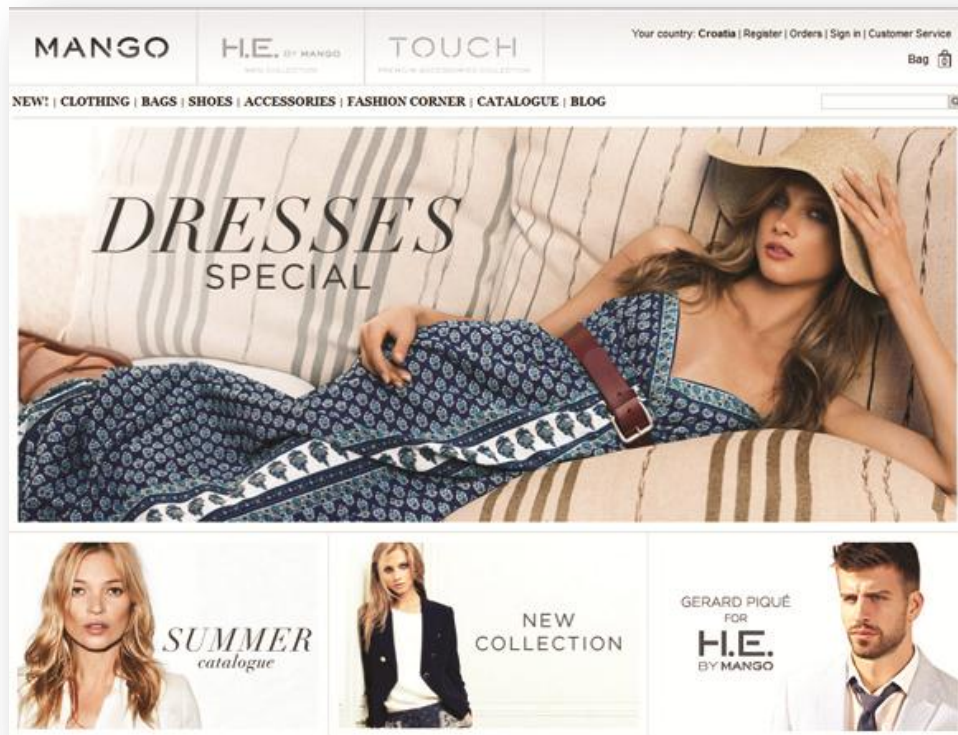 MANGO
H.E. BY MANGO
TOUCH
Your country: Croatia | Register | Orders | Sign in | Customer Service
Bag 0
NEW! | CLOTHING | BAGS | SHOES | ACCESSORIES | FASHION CORNER | CATALOGUE | BLOG
DRESSES
SPECIAL
SUMMER
catalogue
NEW
COLLECTION
GERARD PIQUÉ
FOR
H.E.
BY MANGO